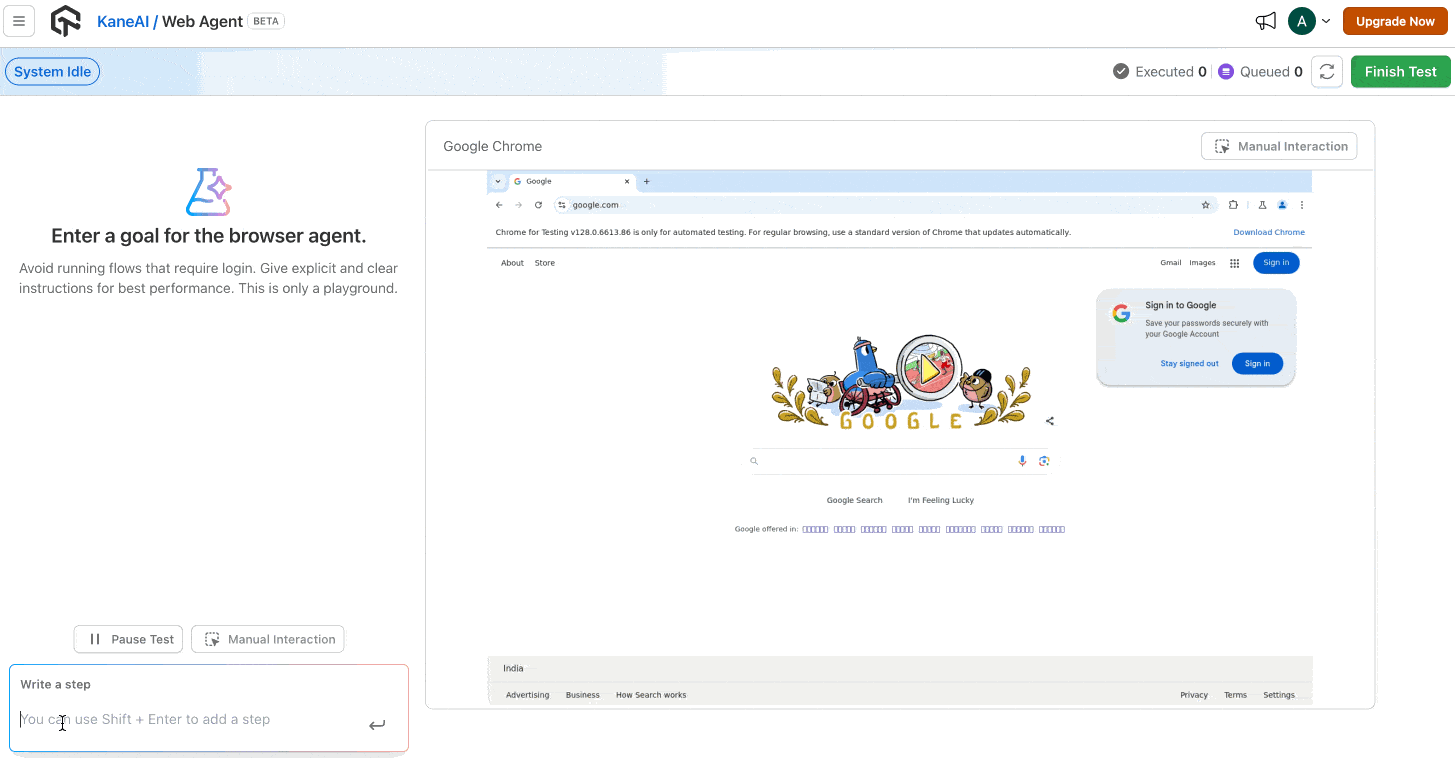 KaneAI / Web Agent BETA
A
Upgrade Now
System Idle
Executed 0
Queued 0
Finish Test
Enter a goal for the browser agent.
Avoid running flows that require login. Give explicit and clear
instructions for best performance. This is only a playground.
Pause Test
Manual Interaction
Write a step
You can use Shift + Enter to add a step
Google Chrome
Manual Interaction
Google
google.com
Chrome for Testing v128.0.6613.86 is only for automated testing. For regular browsing, use a standard version of Chrome that updates automatically.
Download Chrome
About Store
Gmail Images
Sign in
Sign in to Google
Save your passwords securely with
your Google Account
Stay signed out
Sign in
GOOGLE
Google Search I'm Feeling Lucky
Google offered in:
India
Advertising Business How Search works
Privacy Terms Settings